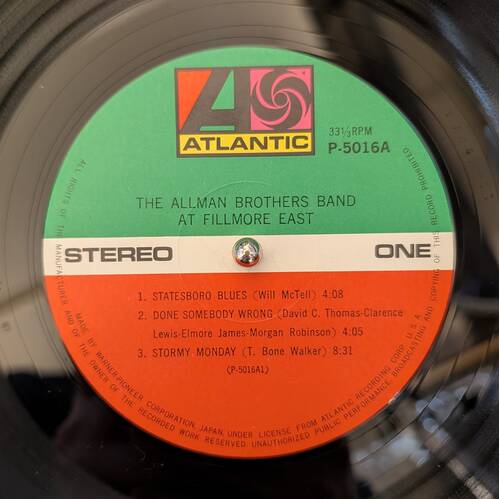 ATLANTIC
33⅓RPM
P-5016A
THE ALLMAN BROTHERS BAND
AT FILLMORE EAST
STEREO
ONE
1. STATESBORO BLUES (Will McTell) 4:08
2. DONE SOMEBODY WRONG (David C. Thomas-Clarence
Lewis-Elmore James-Morgan Robinson) 4:05
3. STORMY MONDAY (T. Bone Walker) 8:31
(P-5016A1)
ALL RIGHTS OF THE MANUFACTURER AND OF THE OWNER OF THE RECORDED WORK RESERVED. UNAUTHORIZED PUBLIC PERFORMANCE, BROADCASTING AND COPYING OF THIS RECORD PROHIBITED.
MADE BY WARNER-PIONEER CORPORATION, JAPAN, UNDER LICENSE FROM ATLANTIC RECORDING CORP. U.S.A.